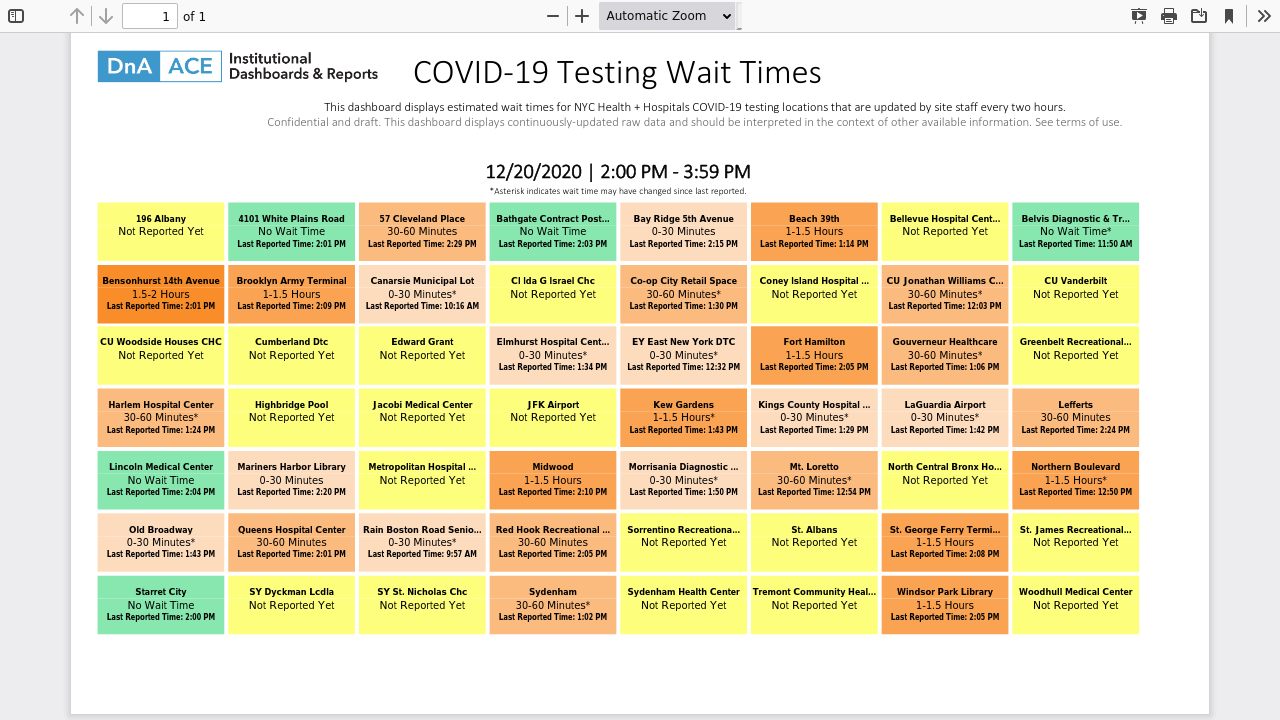 1 of 1 Automatic Zoom
DnA ACE Institutional Dashboards & Reports
COVID-19 Testing Wait Times
This dashboard displays estimated wait times for NYC Health + Hospitals COVID-19 testing locations that are updated by site staff every two hours.
Confidential and draft. This dashboard displays continuously-updated raw data and should be interpreted in the context of other available information. See terms of use.
12/20/2020 | 2:00 PM - 3:59 PM
*Asterisk indicates wait time may have changed since last reported.
196 Albany
Not Reported Yet
4101 White Plains Road
No Wait Time
Last Reported Time: 2:01 PM
57 Cleveland Place
30-60 Minutes
Last Reported Time: 2:29 PM
Bathgate Contract Post...
No Wait Time
Last Reported Time: 2:03 PM
Bay Ridge 5th Avenue
0-30 Minutes
Last Reported Time: 2:15 PM
Beach 39th
1-1.5 Hours
Last Reported Time: 1:14 PM
Bellevue Hospital Cent...
Not Reported Yet
Belvis Diagnostic & Tr...
No Wait Time*
Last Reported Time: 11:50 AM
Bensonhurst 14th Avenue
1.5-2 Hours
Last Reported Time: 2:01 PM
Brooklyn Army Terminal
1-1.5 Hours
Last Reported Time: 2:09 PM
Canarsie Municipal Lot
0-30 Minutes*
Last Reported Time: 10:16 AM
CI Ida G Israel Chc
Not Reported Yet
Co-op City Retail Space
30-60 Minutes*
Last Reported Time: 1:30 PM
Coney Island Hospital ...
Not Reported Yet
CU Jonathan Williams C...
30-60 Minutes*
Last Reported Time: 12:03 PM
CU Vanderbilt
Not Reported Yet
CU Woodside Houses CHC
Not Reported Yet
Cumberland Dtc
Not Reported Yet
Edward Grant
Not Reported Yet
Elmhurst Hospital Cent...
0-30 Minutes*
Last Reported Time: 1:34 PM
EY East New York DTC
0-30 Minutes*
Last Reported Time: 12:32 PM
Fort Hamilton
1-1.5 Hours
Last Reported Time: 2:05 PM
Gouverneur Healthcare
30-60 Minutes*
Last Reported Time: 1:06 PM
Greenbelt Recreational...
Not Reported Yet
Harlem Hospital Center
30-60 Minutes*
Last Reported Time: 1:24 PM
Highbridge Pool
Not Reported Yet
Jacobi Medical Center
Not Reported Yet
JFK Airport
Not Reported Yet
Kew Gardens
1-1.5 Hours*
Last Reported Time: 1:43 PM
Kings County Hospital ...
0-30 Minutes*
Last Reported Time: 1:29 PM
LaGuardia Airport
0-30 Minutes*
Last Reported Time: 1:42 PM
Lefferts
30-60 Minutes
Last Reported Time: 2:24 PM
Lincoln Medical Center
No Wait Time
Last Reported Time: 2:04 PM
Mariners Harbor Library
0-30 Minutes
Last Reported Time: 2:20 PM
Metropolitan Hospital ...
Not Reported Yet
Midwood
1-1.5 Hours
Last Reported Time: 2:10 PM
Morrisania Diagnostic ...
0-30 Minutes*
Last Reported Time: 1:50 PM
Mt. Loretto
30-60 Minutes*
Last Reported Time: 12:54 PM
North Central Bronx Ho...
Not Reported Yet
Northern Boulevard
1-1.5 Hours*
Last Reported Time: 12:50 PM
Old Broadway
0-30 Minutes*
Last Reported Time: 1:43 PM
Queens Hospital Center
30-60 Minutes
Last Reported Time: 2:01 PM
Rain Boston Road Senio...
0-30 Minutes*
Last Reported Time: 9:57 AM
Red Hook Recreational ...
30-60 Minutes
Last Reported Time: 2:05 PM
Sorrentino Recreationa...
Not Reported Yet
St. Albans
Not Reported Yet
St. George Ferry Termi...
1-1.5 Hours
Last Reported Time: 2:08 PM
St. James Recreational...
Not Reported Yet
Starret City
No Wait Time
Last Reported Time: 2:00 PM
SY Dyckman Lcdla
Not Reported Yet
SY St. Nicholas Chc
Not Reported Yet
Sydenham
30-60 Minutes*
Last Reported Time: 1:02 PM
Sydenham Health Center
Not Reported Yet
Tremont Community Heal...
Not Reported Yet
Windsor Park Library
1-1.5 Hours
Last Reported Time: 2:05 PM
Woodhull Medical Center
Not Reported Yet